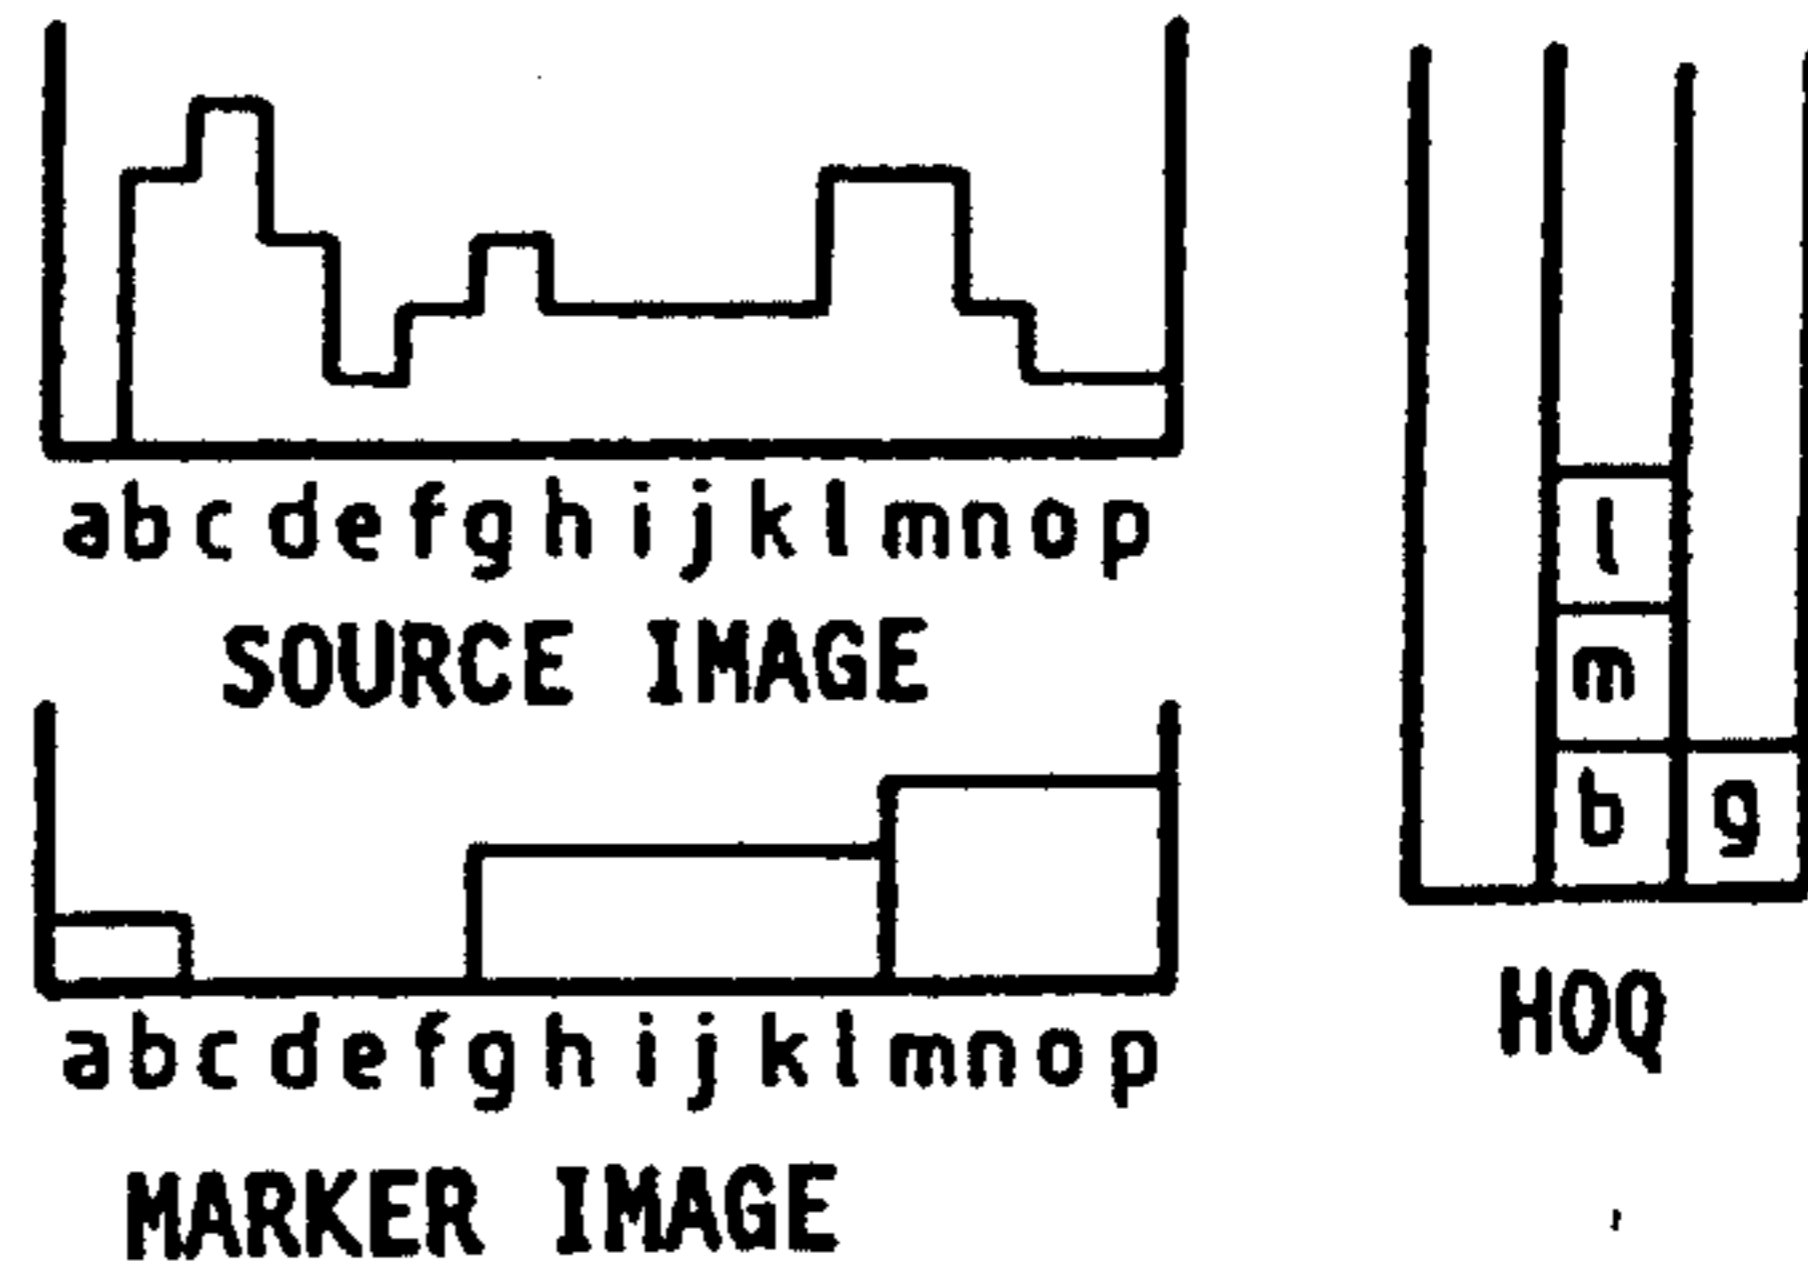 abcdefghijklmnop
SOURCE IMAGE
abcdefghijklmnop
MARKER IMAGE
l
m
b g
HOQ